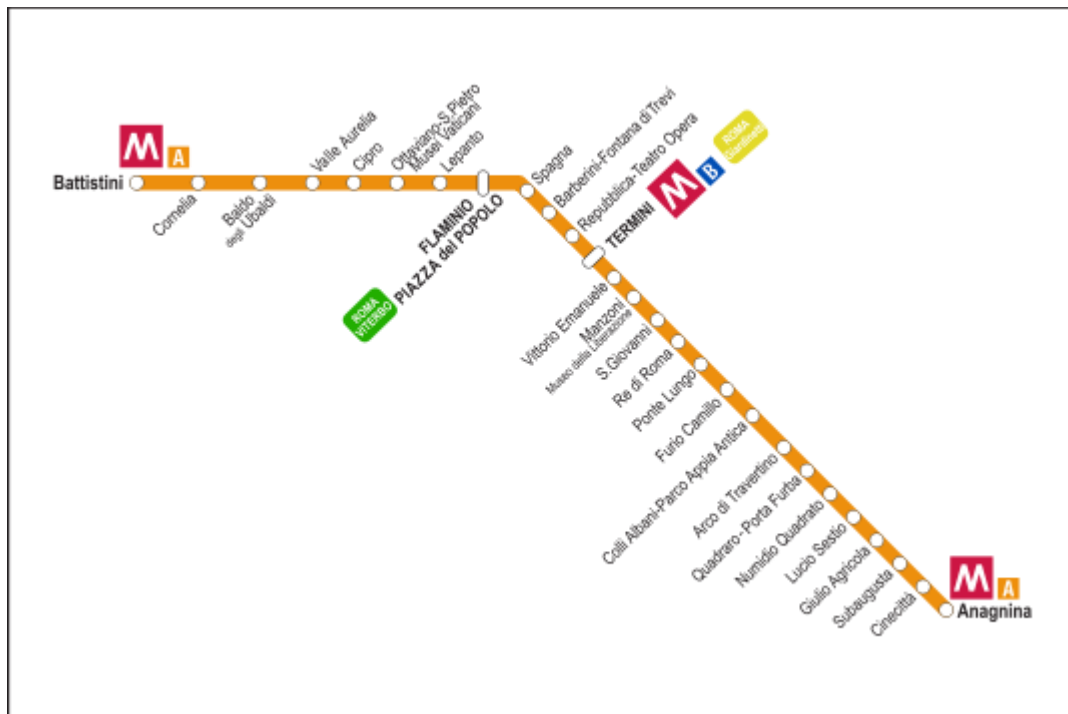 M
A
Battistini
Cornelia
Baldo
degli Ubaldi
Valle Aurelia
Cipro
Ottaviano-S.Pietro
Musei Vaticani
Lepanto
FLAMINIO
PIAZZA del POPOLO
ROMA
VITERBO
Spagna
Barberini-Fontana di Trevi
Repubblica-Teatro Opera
TERMINI
M
B
ROMA
Giardinetti
Vittorio Emanuele
Manzoni
Museo della Liberazione
S.Giovanni
Re di Roma
Ponte Lungo
Furio Camillo
Colli Albani-Parco Appia Antica
Arco di Travertino
Quadraro-Porta Furba
Numidio Quadrato
Lucio Sestio
Giulio Agricola
Subaugusta
Cinecittà
M
A
Anagnina